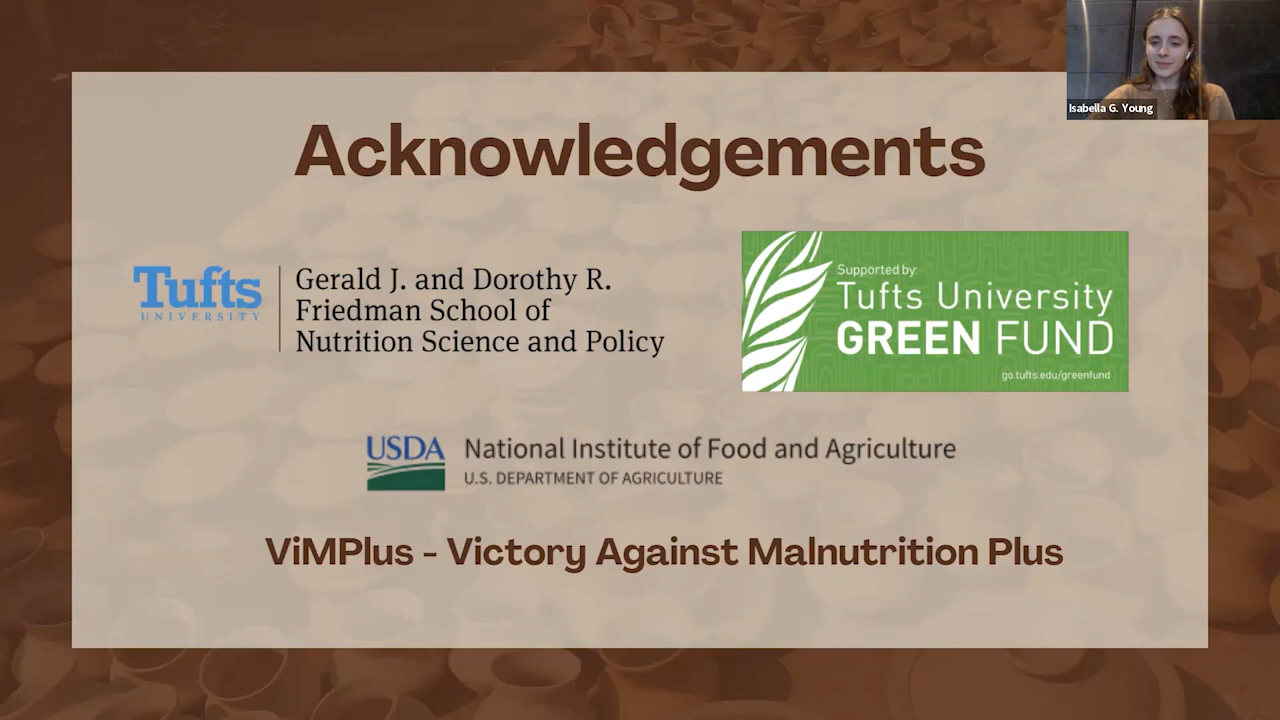 Isabella G. Young
Acknowledgements
Tufts
UNIVERSITY
Gerald J. and Dorothy R.
Friedman School of
Nutrition Science and Policy
Supported by:
Tufts University
GREEN FUND
go.tufts.edu/greenfund
USDA
National Institute of Food and Agriculture
U.S. DEPARTMENT OF AGRICULTURE
ViMPlus - Victory Against Malnutrition Plus